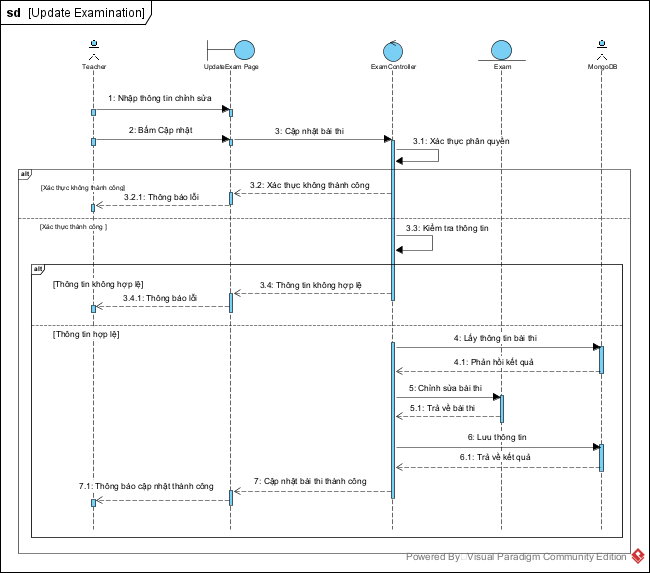 sd [Update Examination]
Teacher
UpdateExam Page
ExamController
Exam
MongoDB
1: Nhập thông tin chỉnh sửa
2: Bấm Cập nhật
3: Cập nhật bài thi
3.1: Xác thực phân quyền
alt
[Xác thực không thành công]
3.2: Xác thực không thành công
3.2.1: Thông báo lỗi
[Xác thực thành công ]
3.3: Kiểm tra thông tin
alt
[Thông tin không hợp lệ]
3.4: Thông tin không hợp lệ
3.4.1: Thông báo lỗi
[Thông tin hợp lệ]
4: Lấy thông tin bài thi
4.1: Phản hồi kết quả
5: Chỉnh sửa bài thi
5.1: Trả về bài thi
6: Lưu thông tin
6.1: Trả về kết quả
7: Cập nhật bài thi thành công
7.1: Thông báo cập nhật thành công
Powered By Visual Paradigm Community Edition